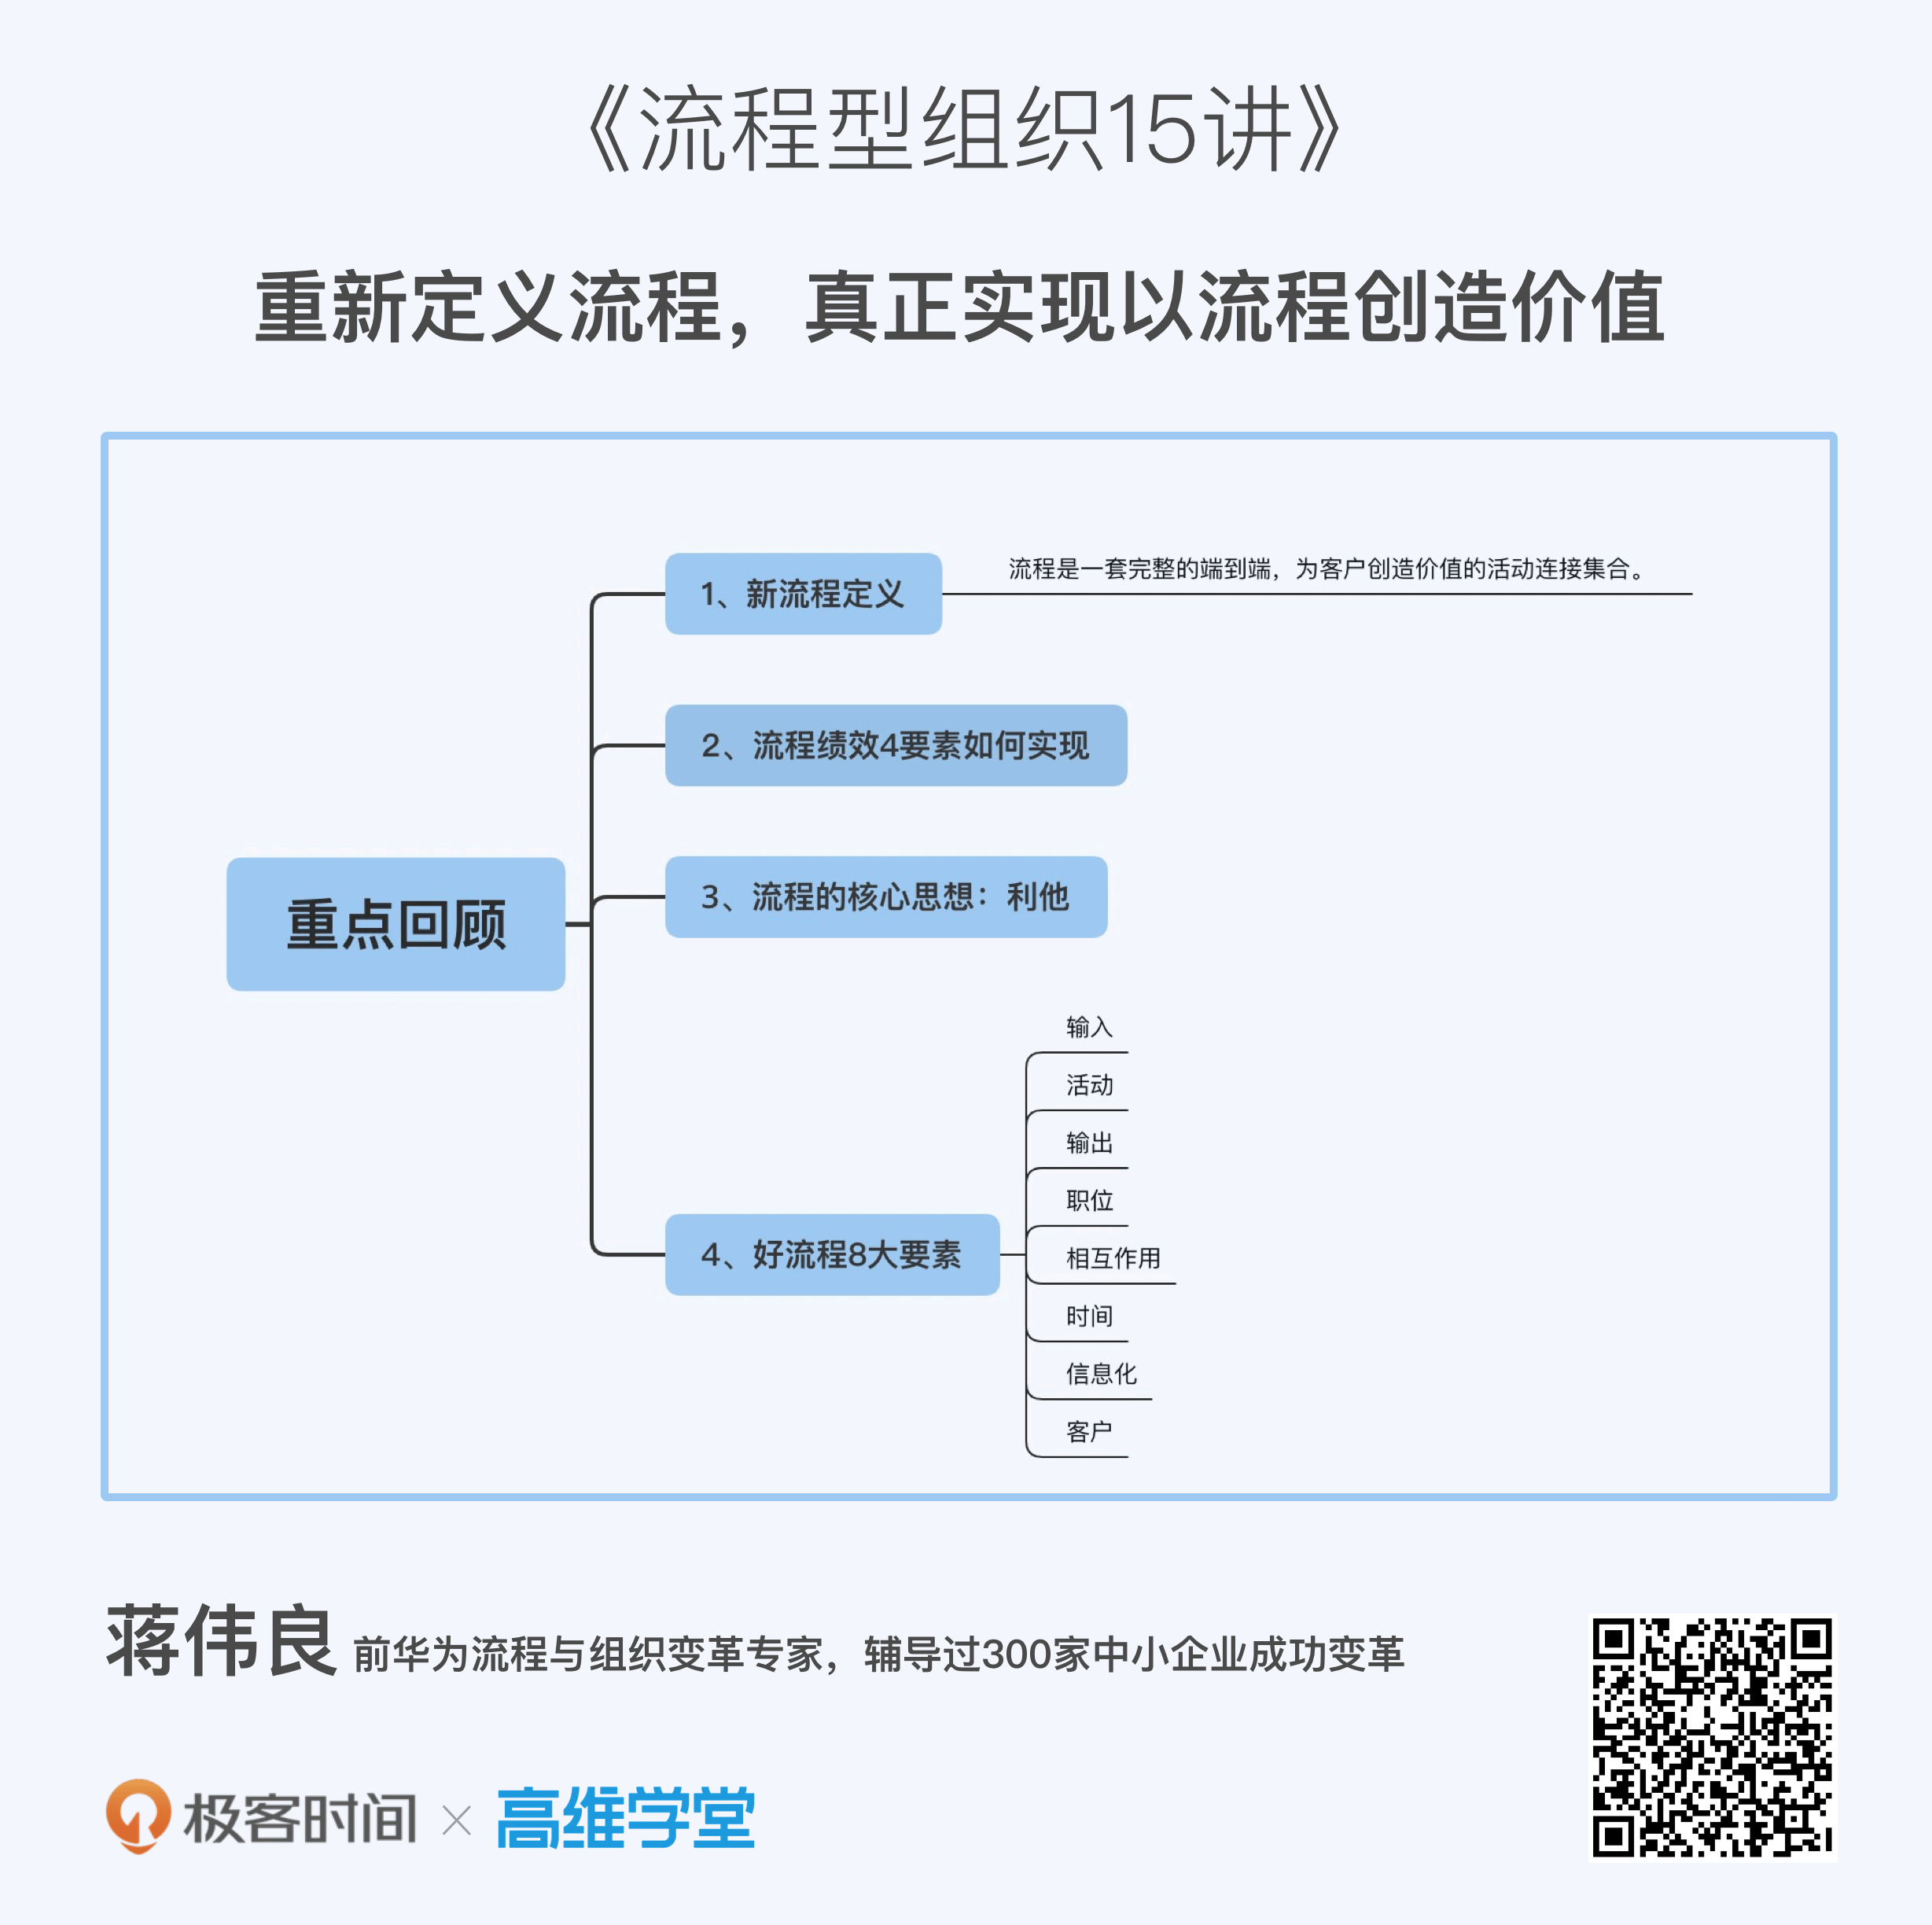 《流程型组织15讲》
重新定义流程，真正实现以流程创造价值
重点回顾
1、新流程定义
流程是一套完整的端到端，为客户创造价值的活动连接集合。
2、流程绩效4要素如何实现
3、流程的核心思想：利他
4、好流程8大要素
输入
活动
输出
职位
相互作用
时间
信息化
客户
蒋伟良 前华为流程与组织变革专家，辅导过300家中小企业成功变革
极客时间 × 高维学堂